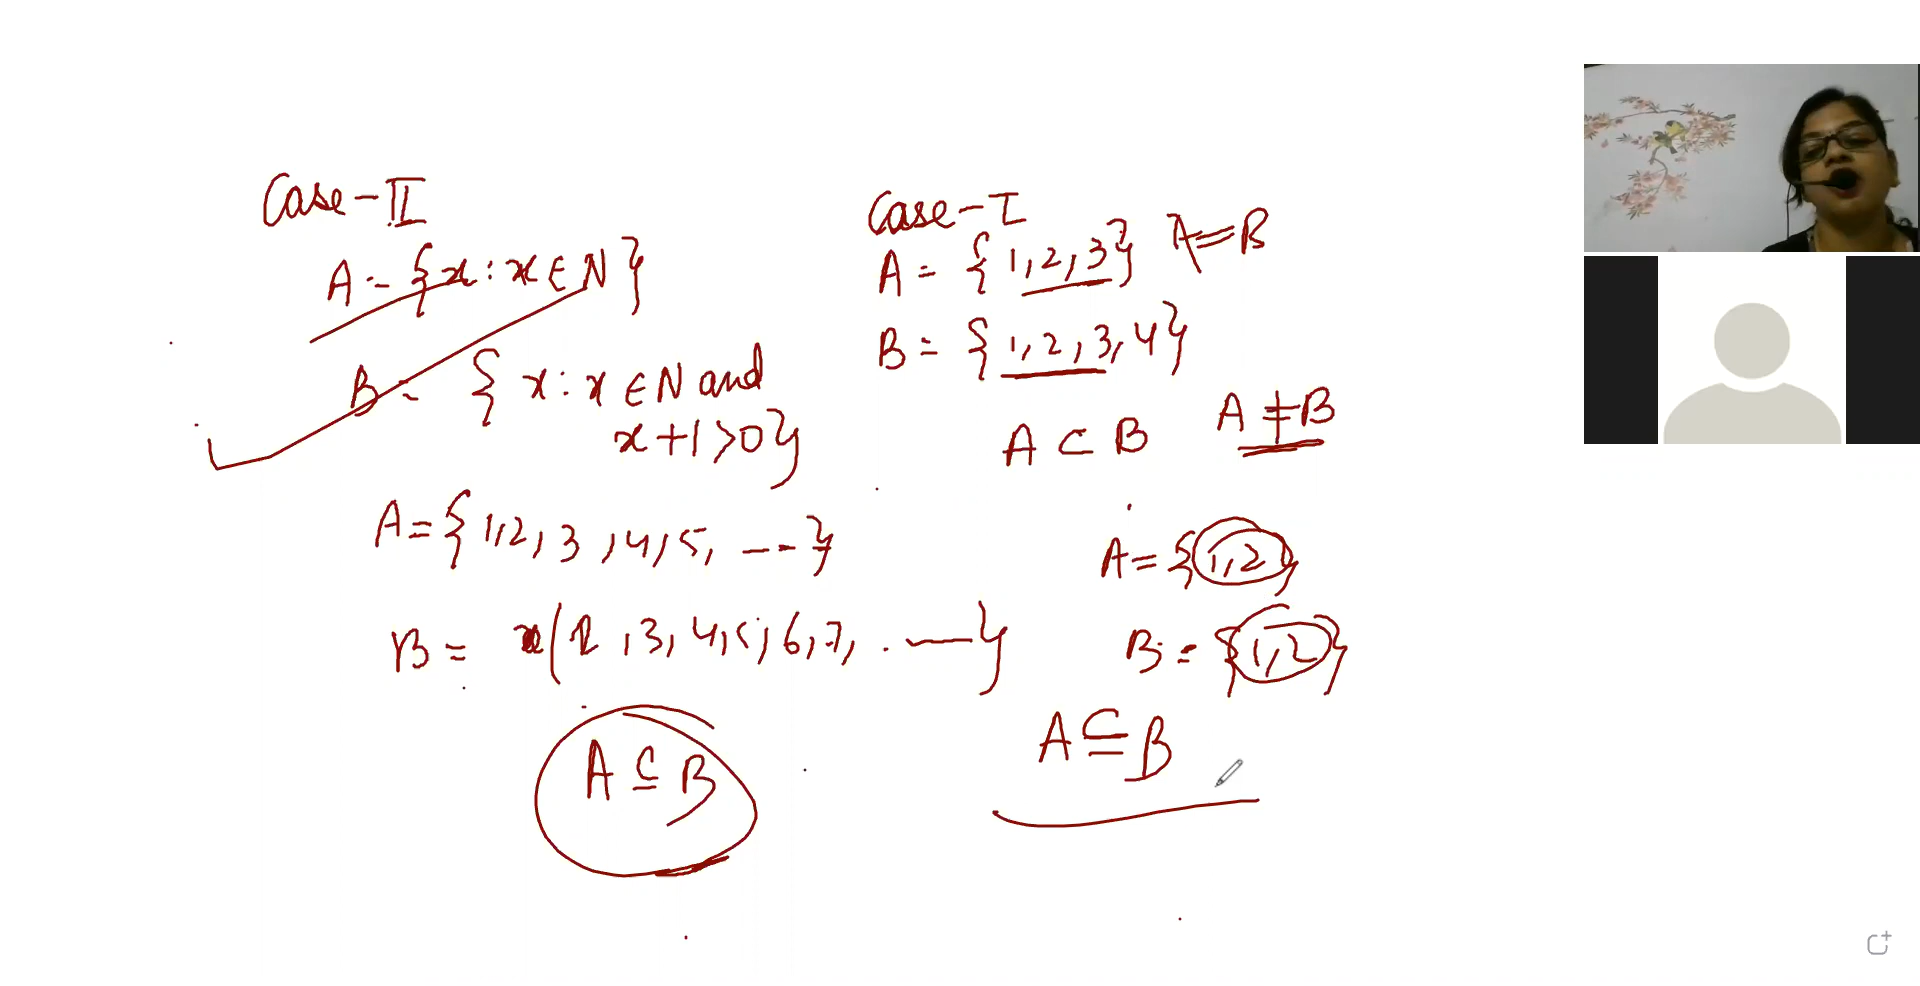 Case-II
A = {x : x ∈ N}
B = { x : x ∈ N and
x+1>0}
A = {1,2,3,4,5, ---}
B = {2,3,4,5,6,7, . —}
A ⊆ B
Case-I
A = {1,2,3} A = B
B = {1,2,3,4}
A ⊂ B A ≠ B
A = {1,2}
B = {1,2}
A ⊆ B